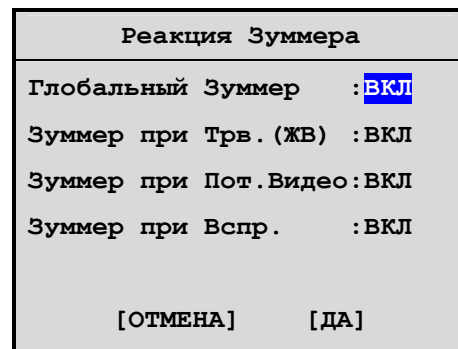 Реакция Зуммера
Глобальный Зуммер :ВКЛ
Зуммер при Трв.(ЖВ) :ВКЛ
Зуммер при Пот.Видео:ВКЛ
Зуммер при Вспр. :ВКЛ
[ОТМЕНА] [ДА]